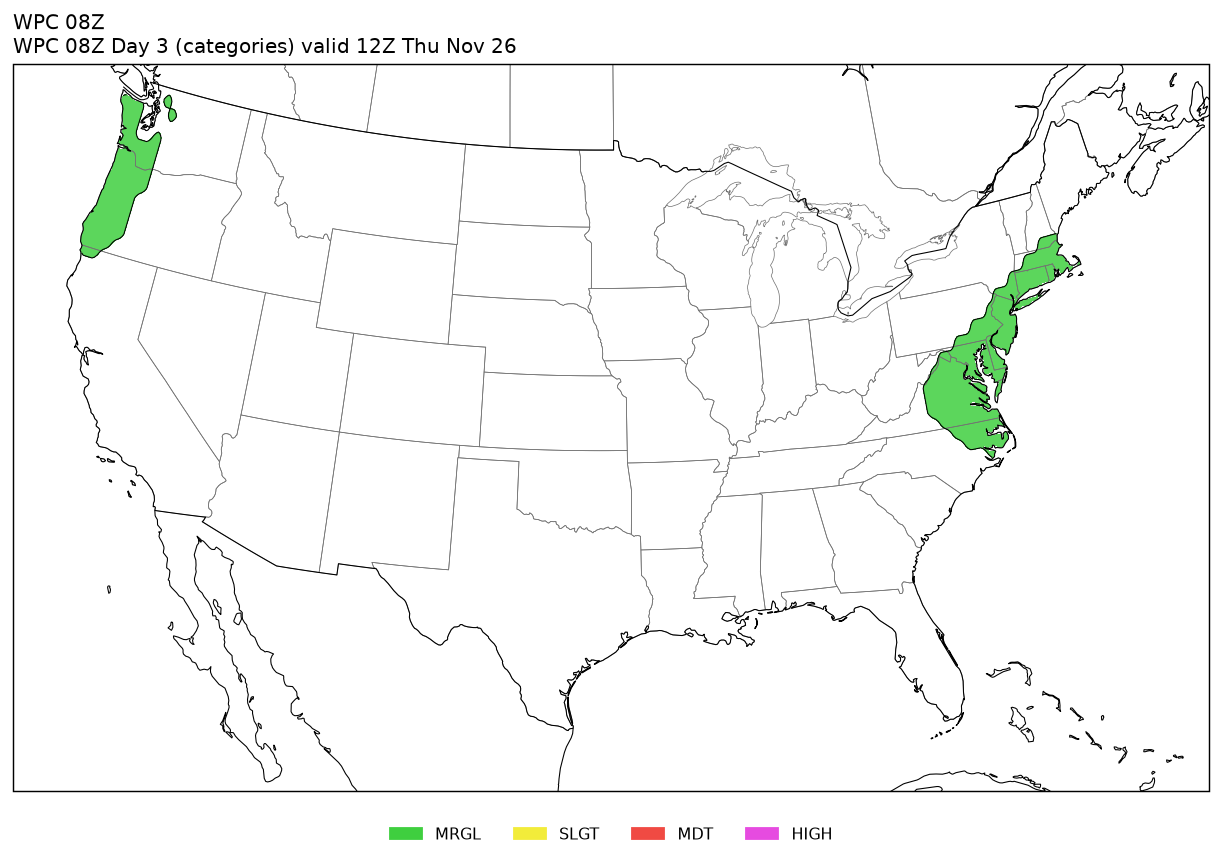 WPC 08Z
WPC 08Z Day 3 (categories) valid 12Z Thu Nov 26
MRGL SLGT MDT HIGH